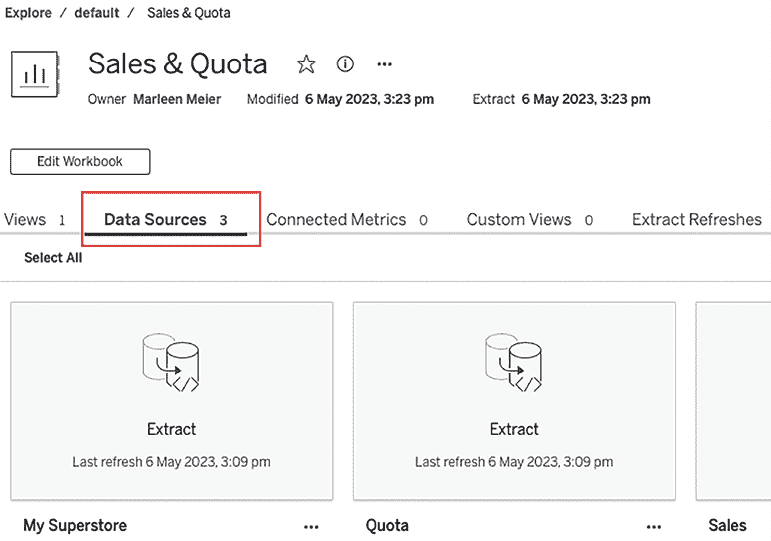 Explore / default / Sales & Quota
Sales & Quota
Owner Marleen Meier Modified 6 May 2023, 3:23 pm Extract 6 May 2023, 3:23 pm
Edit Workbook
Views 1 Data Sources 3 Connected Metrics 0 Custom Views 0 Extract Refreshes
Select All
Extract Extract
Last refresh 6 May 2023, 3:09 pm Last refresh 6 May 2023, 3:09 pm
My Superstore Quota Sales